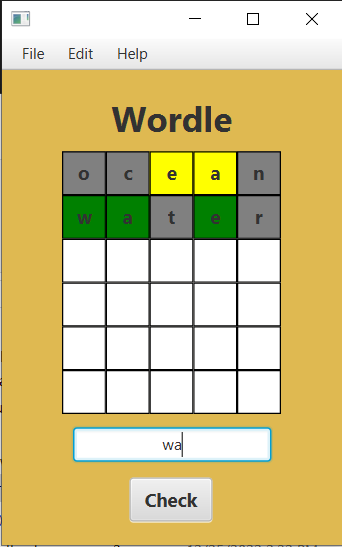 File Edit Help
Wordle
o c e a n
w a t e r
wa
Check